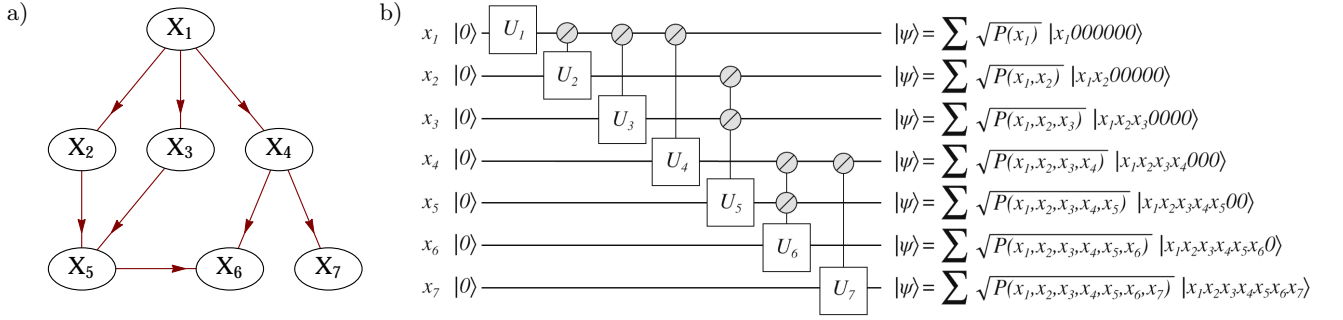 a)
X₁
X₂ X₃ X₄
X₅ X₆ X₇
b)
x₁ |0⟩ U₁ |ψ⟩ = ∑ √P(x₁) |x₁000000⟩
x₂ |0⟩ U₂ |ψ⟩ = ∑ √P(x₁,x₂) |x₁x₂00000⟩
x₃ |0⟩ U₃ |ψ⟩ = ∑ √P(x₁,x₂,x₃) |x₁x₂x₃0000⟩
x₄ |0⟩ U₄ |ψ⟩ = ∑ √P(x₁,x₂,x₃,x₄) |x₁x₂x₃x₄000⟩
x₅ |0⟩ U₅ |ψ⟩ = ∑ √P(x₁,x₂,x₃,x₄,x₅) |x₁x₂x₃x₄x₅00⟩
x₆ |0⟩ U₆ |ψ⟩ = ∑ √P(x₁,x₂,x₃,x₄,x₅,x₆) |x₁x₂x₃x₄x₅x₆0⟩
x₇ |0⟩ U₇ |ψ⟩ = ∑ √P(x₁,x₂,x₃,x₄,x₅,x₆,x₇) |x₁x₂x₃x₄x₅x₆x₇⟩